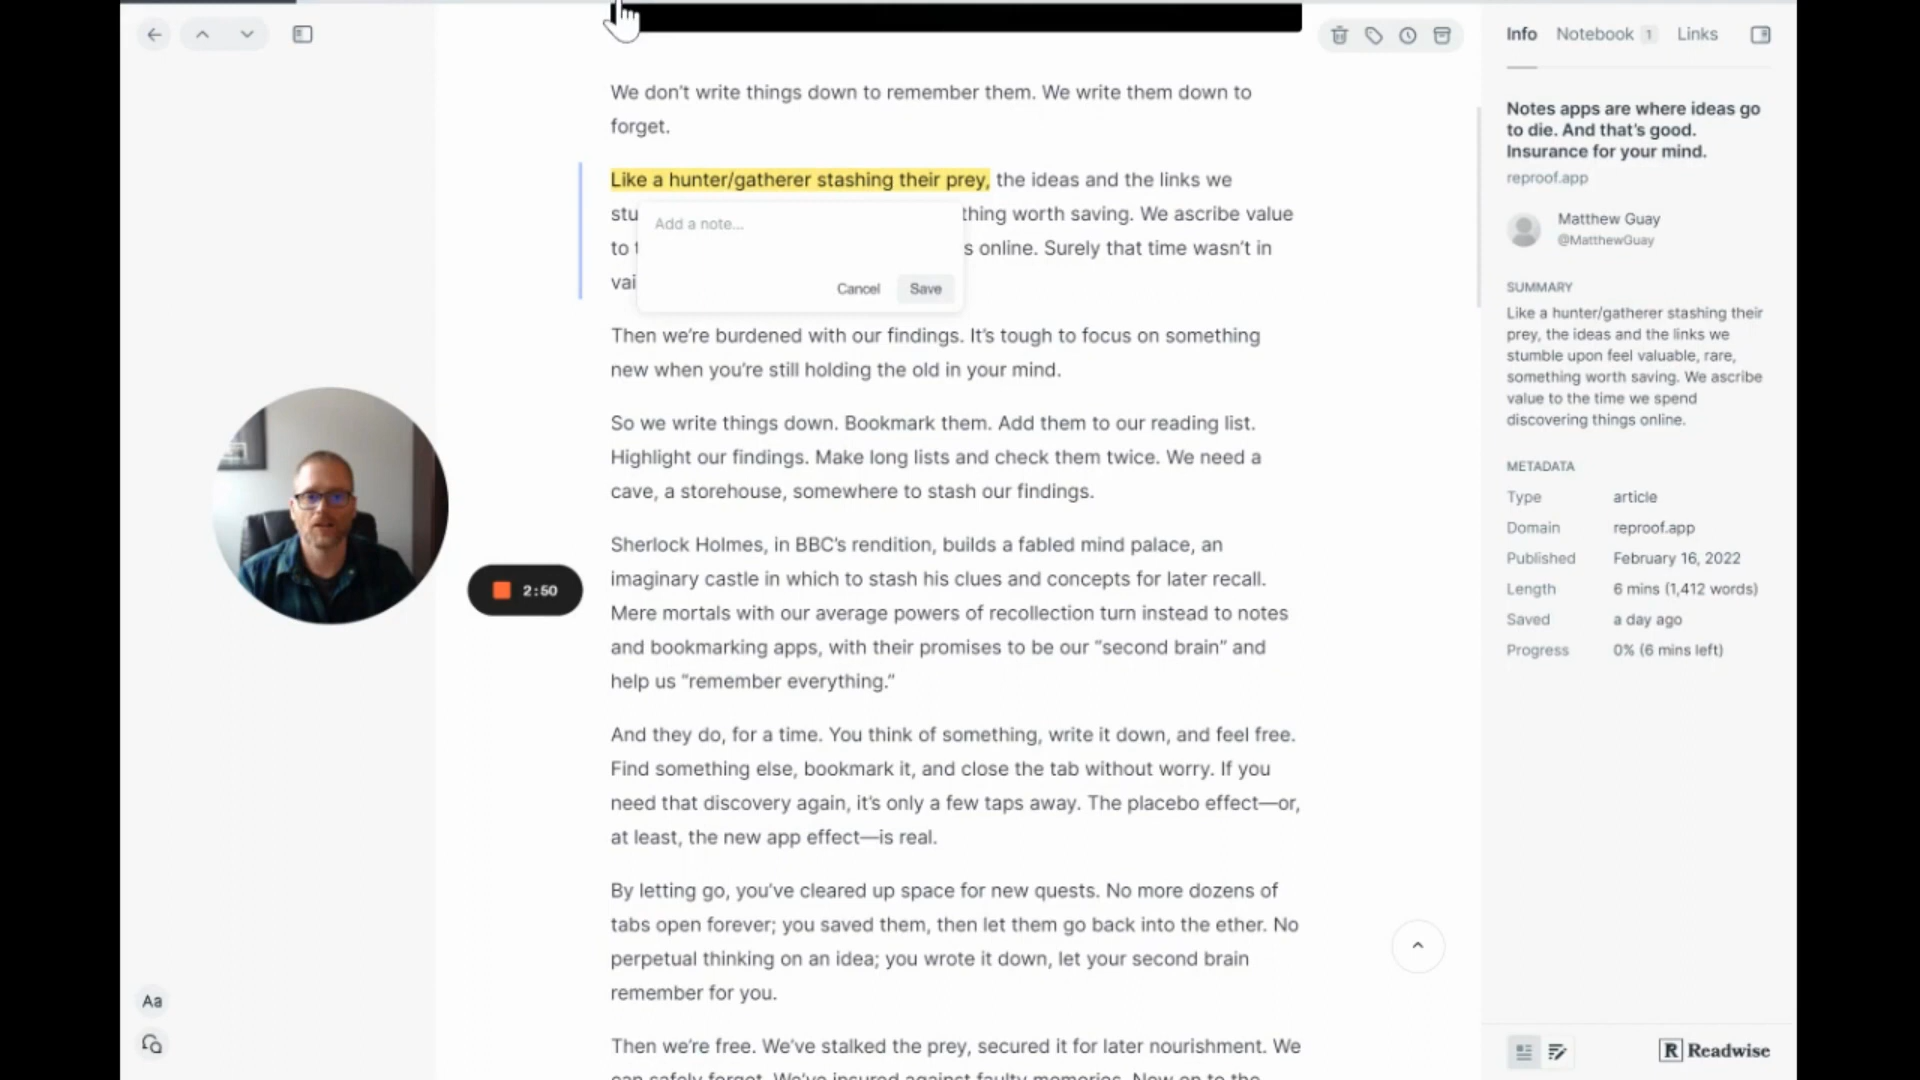 Info Notebook 1 Links
We don't write things down to remember them. We write them down to
forget.
Like a hunter/gatherer stashing their prey, the ideas and the links we
stu thing worth saving. We ascribe value
to t s online. Surely that time wasn't in
vai
Add a note...
Cancel Save
Then we're burdened with our findings. It's tough to focus on something
new when you're still holding the old in your mind.
So we write things down. Bookmark them. Add them to our reading list.
Highlight our findings. Make long lists and check them twice. We need a
cave, a storehouse, somewhere to stash our findings.
Sherlock Holmes, in BBC's rendition, builds a fabled mind palace, an
imaginary castle in which to stash his clues and concepts for later recall.
Mere mortals with our average powers of recollection turn instead to notes
and bookmarking apps, with their promises to be our "second brain" and
help us "remember everything."
And they do, for a time. You think of something, write it down, and feel free.
Find something else, bookmark it, and close the tab without worry. If you
need that discovery again, it's only a few taps away. The placebo effect—or,
at least, the new app effect—is real.
By letting go, you've cleared up space for new quests. No more dozens of
tabs open forever; you saved them, then let them go back into the ether. No
perpetual thinking on an idea; you wrote it down, let your second brain
remember for you.
Then we're free. We've stalked the prey, secured it for later nourishment. We
can safely forget. We've insured against faulty memories. Now on to the
2:50
Aa
Notes apps are where ideas go
to die. And that's good.
Insurance for your mind.
reproof.app
Matthew Guay
@MatthewGuay
SUMMARY
Like a hunter/gatherer stashing their
prey, the ideas and the links we
stumble upon feel valuable, rare,
something worth saving. We ascribe
value to the time we spend
discovering things online.
METADATA
Type article
Domain reproof.app
Published February 16, 2022
Length 6 mins (1,412 words)
Saved a day ago
Progress 0% (6 mins left)
R Readwise